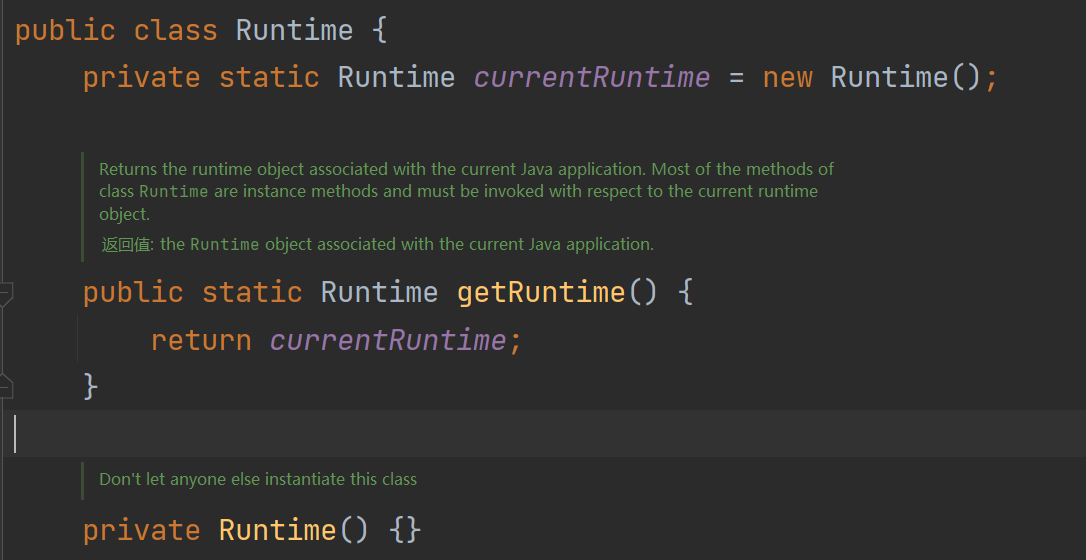 public class Runtime {
private static Runtime currentRuntime = new Runtime();
Returns the runtime object associated with the current Java application. Most of the methods of
class Runtime are instance methods and must be invoked with respect to the current runtime
object.
返回值: the Runtime object associated with the current Java application.
public static Runtime getRuntime() {
return currentRuntime;
}
Don't let anyone else instantiate this class
private Runtime() {}